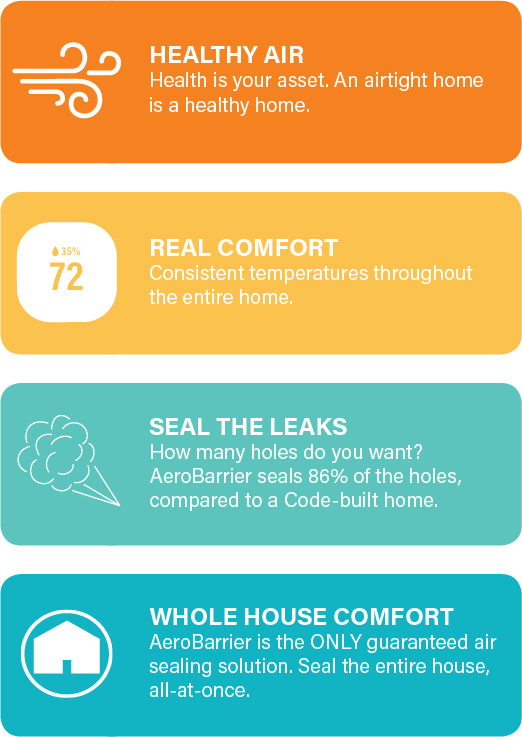 HEALTHY AIR
Health is your asset. An airtight home
is a healthy home.
35%
72
REAL COMFORT
Consistent temperatures throughout
the entire home.
SEAL THE LEAKS
How many holes do you want?
AeroBarrier seals 86% of the holes,
compared to a Code-built home.
WHOLE HOUSE COMFORT
AeroBarrier is the ONLY guaranteed air
sealing solution. Seal the entire house,
all-at-once.